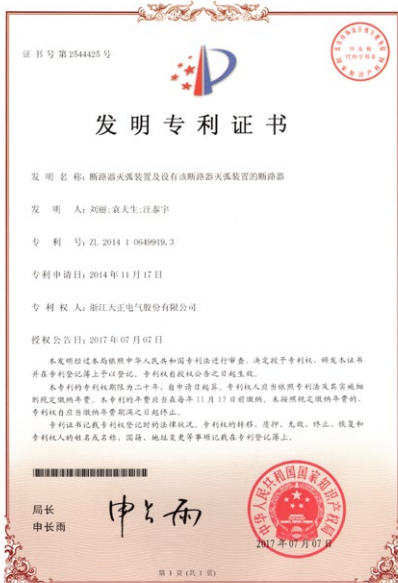 证书号第2544425号
发明专利证书
发 明 名 称：断路器灭弧装置及设有该断路器灭弧装置的断路器
发 明 人：刘丽;袁夫生;汪泰宇
专 利 号：ZL 2014 1 0649919.3
专利申请日：2014年11月17日
专 利 权 人：浙江天正电气股份有限公司
授权公告日：2017年07月07日
本发明经过本局依照中华人民共和国专利法进行审查，决定授予专利权，颁发本证书
并在专利登记簿上予以登记。专利权自授权公告之日起生效。
本专利的专利权期限为二十年，自申请日起算。专利权人应当依照专利法及其实施细
则规定缴纳年费。本专利的年费应当在每年11月17日前缴纳。未按照规定缴纳年费的，
专利权自应当缴纳年费期满之日起终止。
专利证书记载专利权登记时的法律状况。专利权的转移、质押、无效、终止、恢复和
专利权人的姓名或名称、国籍、地址变更等事项记载在专利登记簿上。
局长
申长雨
申长雨
中华人民共和国国家知识产权局
2017年07月07日
第 1 页 (共 1 页)